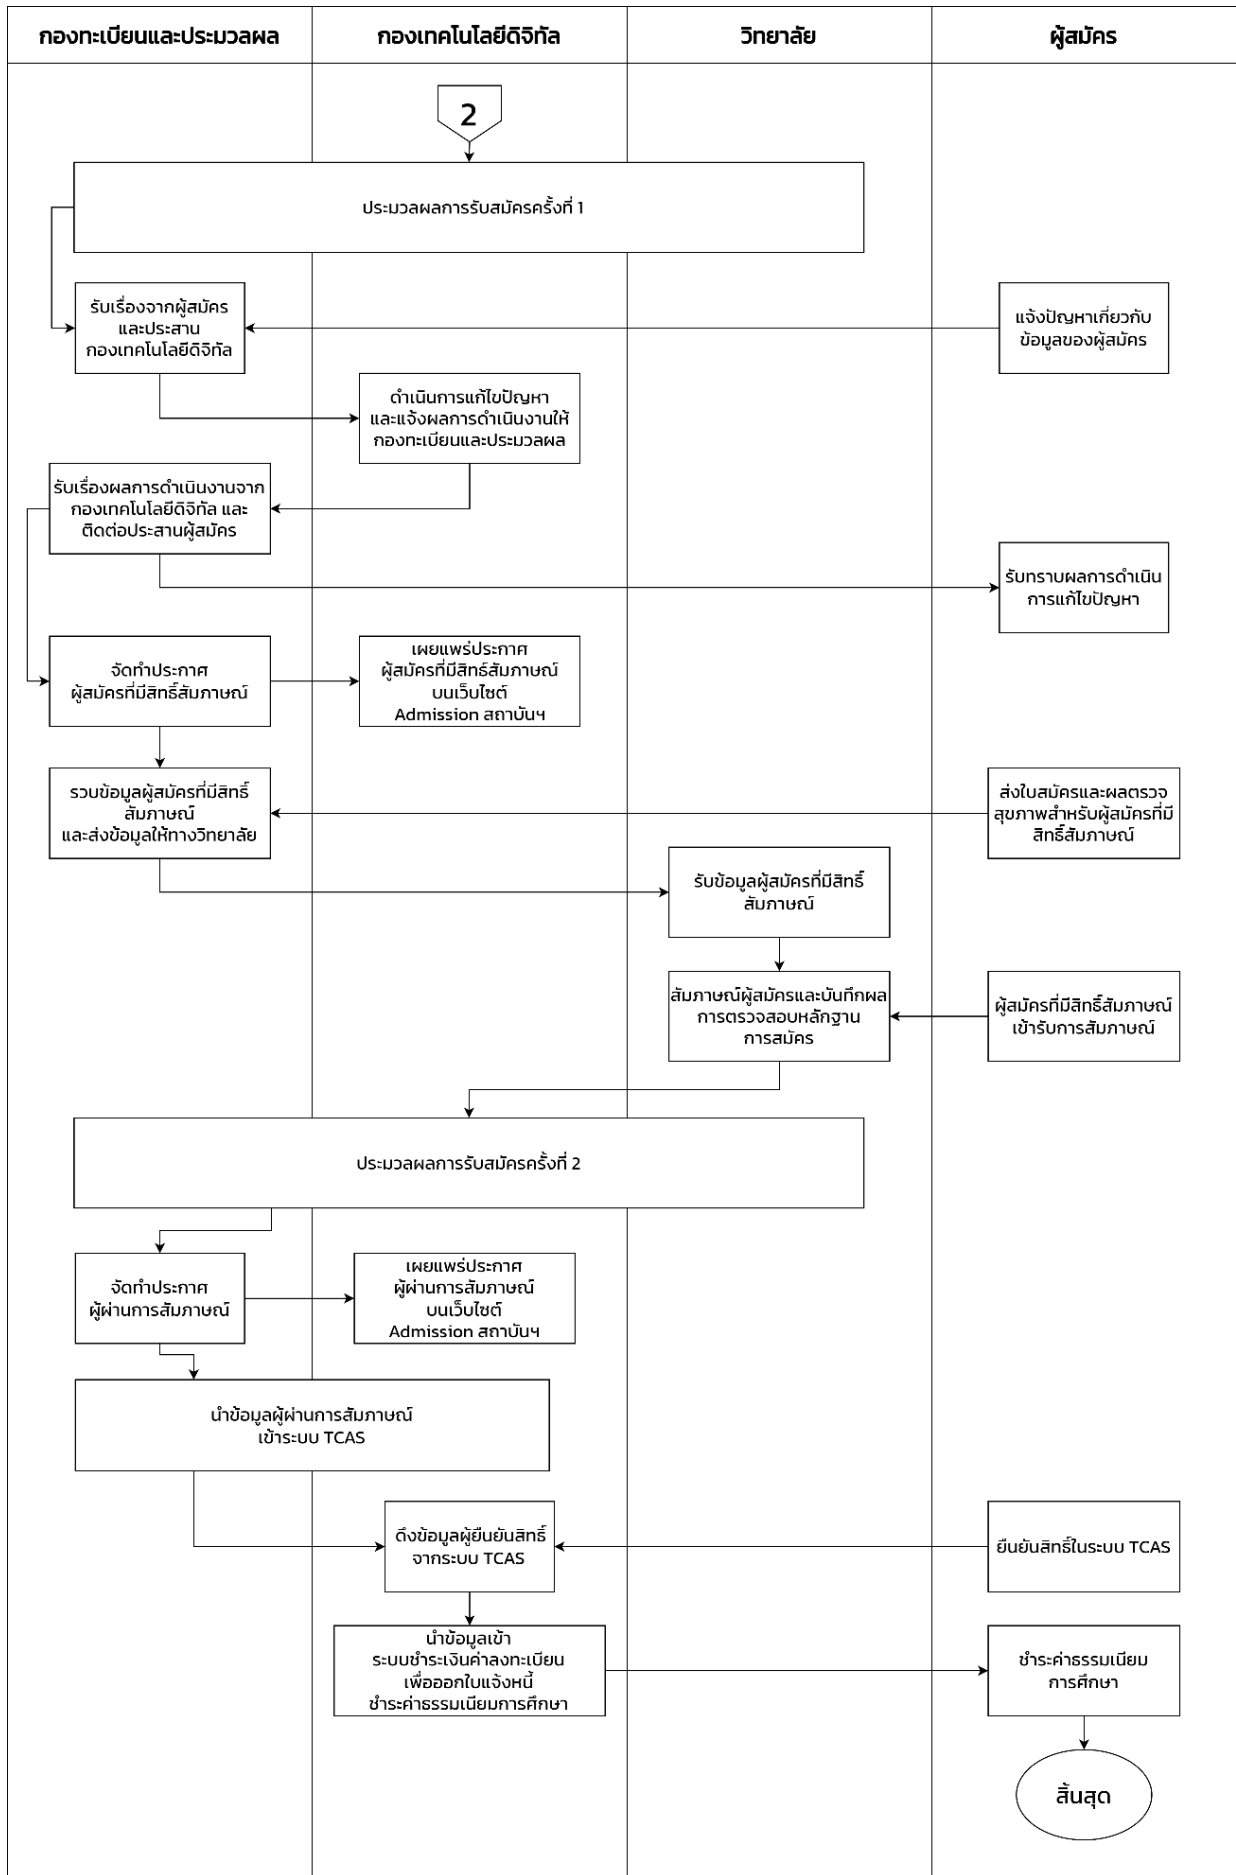 กองทะเบียนและประมวลผล
กองเทคโนโลยีดิจิทัล
วิทยาลัย
ผู้สมัคร
2
ประมวลผลการรับสมัครครั้งที่ 1
รับเรื่องจากผู้สมัคร
และประสาน
กองเทคโนโลยีดิจิทัล
แจ้งปัญหาเกี่ยวกับ
ข้อมูลของผู้สมัคร
ดำเนินการแก้ไขปัญหา
และแจ้งผลการดำเนินงานให้
กองทะเบียนและประมวลผล
รับเรื่องผลการดำเนินงานจาก
กองเทคโนโลยีดิจิทัล และ
ติดต่อประสานผู้สมัคร
รับทราบผลการดำเนิน
การแก้ไขปัญหา
จัดทำประกาศ
ผู้สมัครที่มีสิทธิ์สัมภาษณ์
เผยแพร่ประกาศ
ผู้สมัครที่มีสิทธ์สัมภาษณ์
บนเว็บไซต์
Admission สถาบันฯ
รวบข้อมูลผู้สมัครที่มีสิทธิ์
สัมภาษณ์
และส่งข้อมูลให้ทางวิทยาลัย
ส่งใบสมัครและผลตรวจ
สุขภาพสำหรับผู้สมัครที่มี
สิทธิ์สัมภาษณ์
รับข้อมูลผู้สมัครที่มีสิทธิ์
สัมภาษณ์
สัมภาษณ์ผู้สมัครและบันทึกผล
การตรวจสอบหลักฐาน
การสมัคร
ผู้สมัครที่มีสิทธิ์สัมภาษณ์
เข้ารับการสัมภาษณ์
ประมวลผลการรับสมัครครั้งที่ 2
จัดทำประกาศ
ผู้ผ่านการสัมภาษณ์
เผยแพร่ประกาศ
ผู้ผ่านการสัมภาษณ์
บนเว็บไซต์
Admission สถาบันฯ
นำข้อมูลผู้ผ่านการสัมภาษณ์
เข้าระบบ TCAS
ดึงข้อมูลผู้ยืนยันสิทธิ์
จากระบบ TCAS
ยืนยันสิทธิ์ในระบบ TCAS
นำข้อมูลเข้า
ระบบชำระเงินค่าลงทะเบียน
เพื่อออกใบแจ้งหนี้
ชำระค่าธรรมเนียมการศึกษา
ชำระค่าธรรมเนียม
การศึกษา
สิ้นสุด